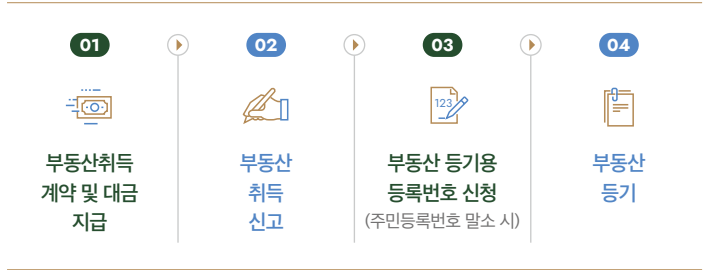 01
부동산취득
계약 및 대금
지급
02
부동산
취득
신고
03
123
부동산 등기용
등록번호 신청
(주민등록번호 말소 시)
04
부동산
등기